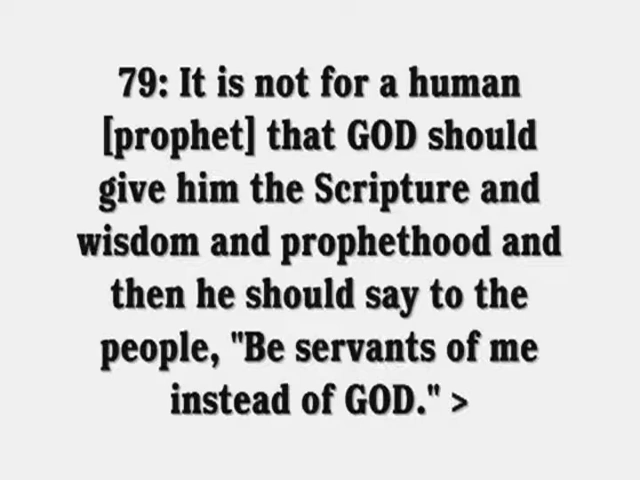 79: It is not for a human
[prophet] that GOD should
give him the Scripture and
wisdom and prophethood and
then he should say to the
people, "Be servants of me
instead of GOD." >